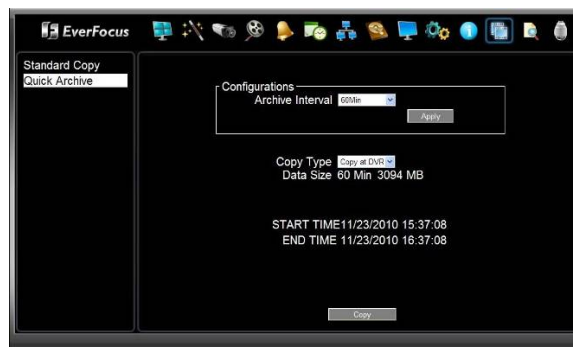 EverFocus
Standard Copy
Quick Archive
Configurations
Archive Interval 60Min
Apply
Copy Type Copy at DVR
Data Size 60 Min 3094 MB
START TIME11/23/2010 15:37:08
END TIME 11/23/2010 16:37:08
Copy